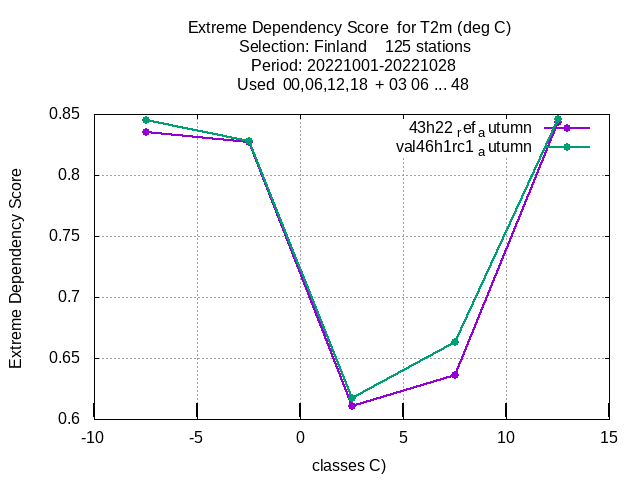 Extreme Dependency Score for T2m (deg C)
Selection: Finland 125 stations
Period: 20221001-20221028
Used 00,06,12,18 + 03 06 ... 48
0.85
0.8
0.75
0.7
0.65
0.6
Extreme Dependency Score
43h22 ref a utumn
val46h1rc1 a utumn
-10 -5 0 5 10 15
classes C)